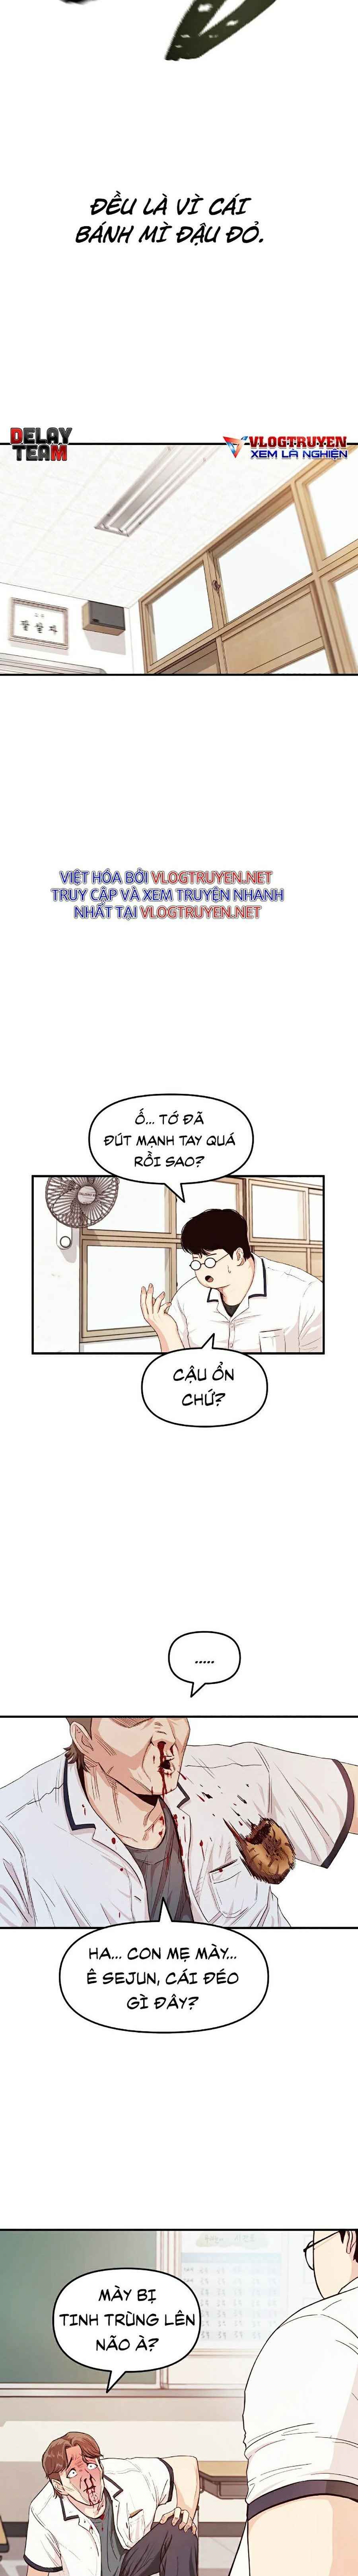 ĐỀU LÀ VÌ CÁI
BÁNH MÌ ĐẬU ĐỎ.
DELAY
TEAM
VLOGTRUYEN
XEM LÀ NGHIỆN
VIỆT HÓA BỞI VLOGTRUYEN.NET
TRUY CẬP VÀ XEM TRUYỆN NHANH
NHẤT TẠI VLOGTRUYEN.NET
Ố... TỚ ĐÃ
ĐÚT MẠNH TAY QUÁ
RỒI SAO?
CẬU ỔN
CHỨ?
.....
HA... CON MẸ MÀY...
Ê SEJUN, CÁI ĐÉO
GÌ ĐÂY?
MÀY BỊ
TINH TRÙNG LÊN
NÃO À?